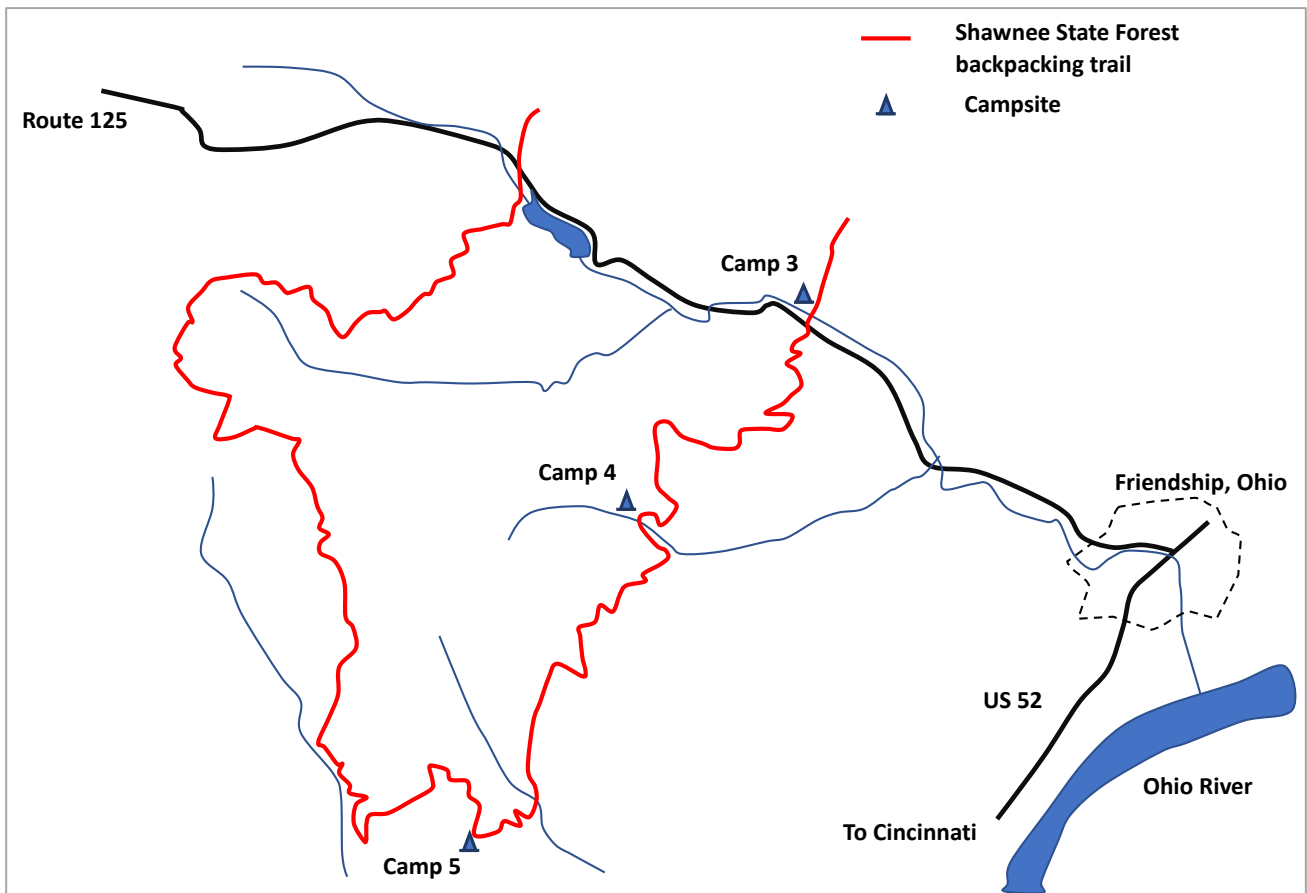 Shawnee State Forest
backpacking trail
Campsite
Route 125
Camp 3
Camp 4
Friendship, Ohio
US 52
Ohio River
To Cincinnati
Camp 5